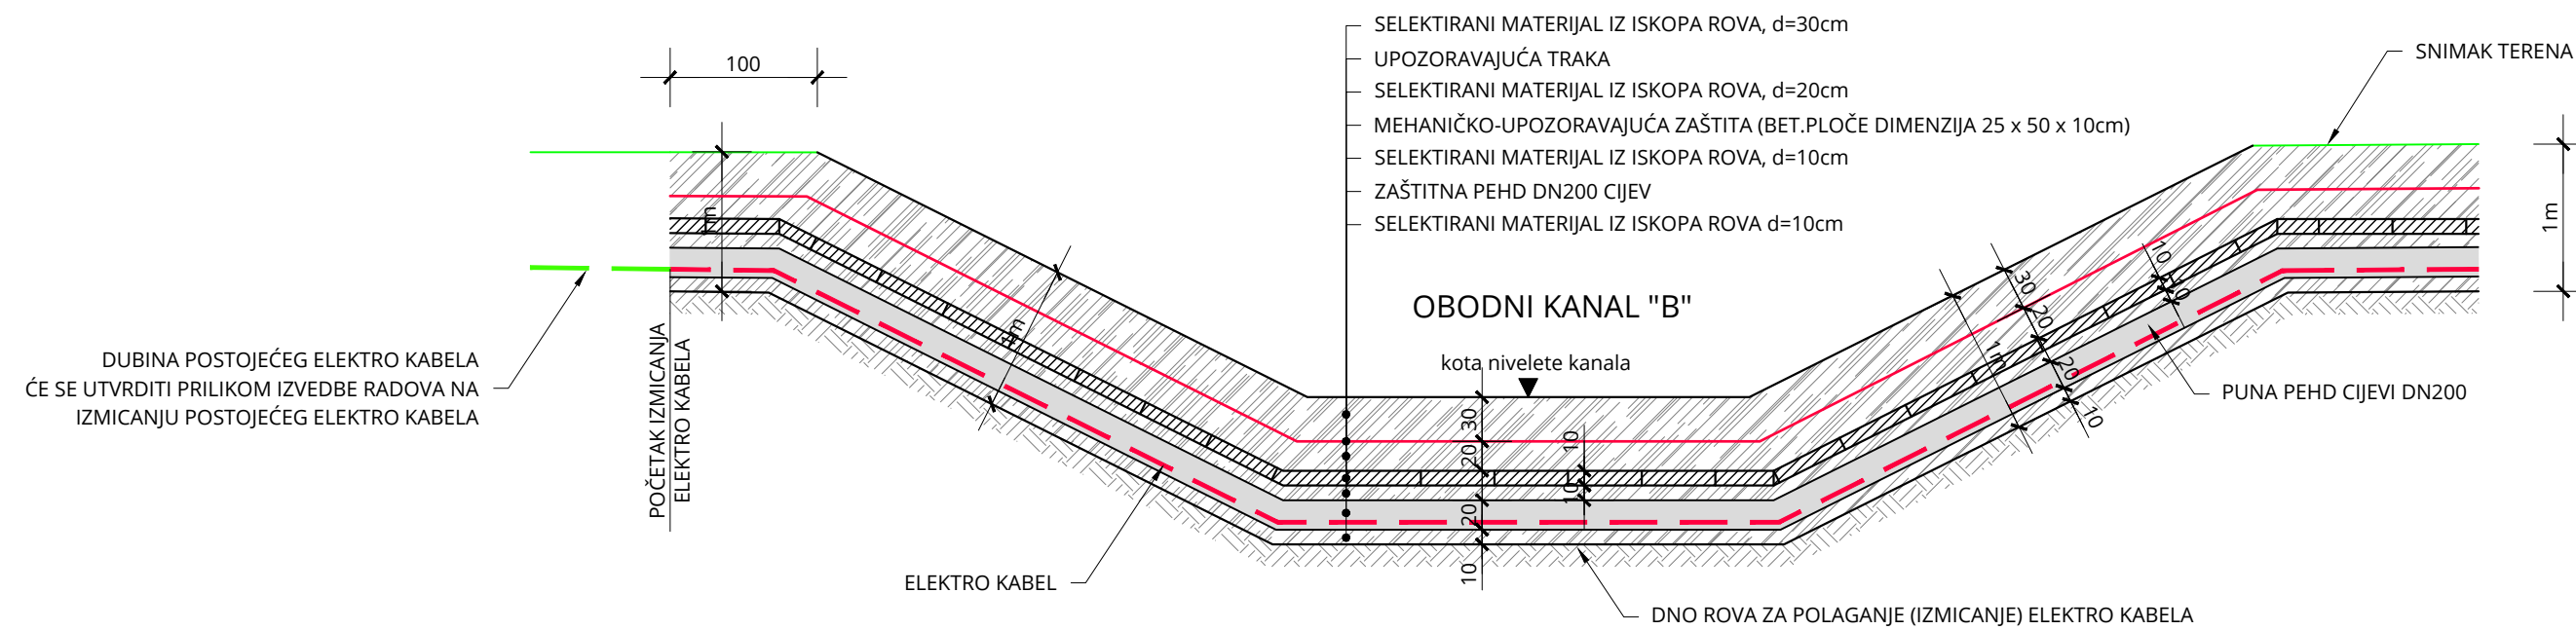 SELEKTIRANI MATERIJAL IZ ISKOPA ROVA, d=30cm
UPOZORAVAJUĆA TRAKA
SELEKTIRANI MATERIJAL IZ ISKOPA ROVA, d=20cm
MEHANIČKO-UPOZORAVAJUĆA ZAŠTITA (BET.PLOČE DIMENZIJA 25 x 50 x 10cm)
SELEKTIRANI MATERIJAL IZ ISKOPA ROVA, d=10cm
ZAŠTITNA PEHD DN200 CIJEV
SELEKTIRANI MATERIJAL IZ ISKOPA ROVA d=10cm
SNIMAK TERENA
100
1m
1m
OBODNI KANAL "B"
kota nivelete kanala
30
20
10
10
20
10
1m
30
20
20
10
10
10
1m
DUBINA POSTOJEĆEG ELEKTRO KABELA
ĆE SE UTVRDITI PRILIKOM IZVEDBE RADOVA NA
IZMICANJU POSTOJEĆEG ELEKTRO KABELA
POČETAK IZMICANJA
ELEKTRO KABELA
PUNA PEHD CIJEVI DN200
ELEKTRO KABEL
DNO ROVA ZA POLAGANJE (IZMICANJE) ELEKTRO KABELA